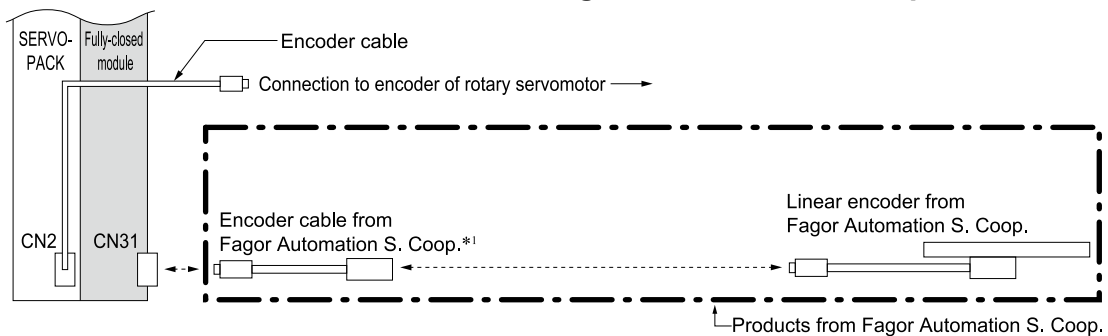 SERVO-
PACK
Fully-closed
module
Encoder cable
Connection to encoder of rotary servomotor
CN2
CN31
Encoder cable from
Fagor Automation S. Coop.*1
Linear encoder from
Fagor Automation S. Coop.
Products from Fagor Automation S. Coop.